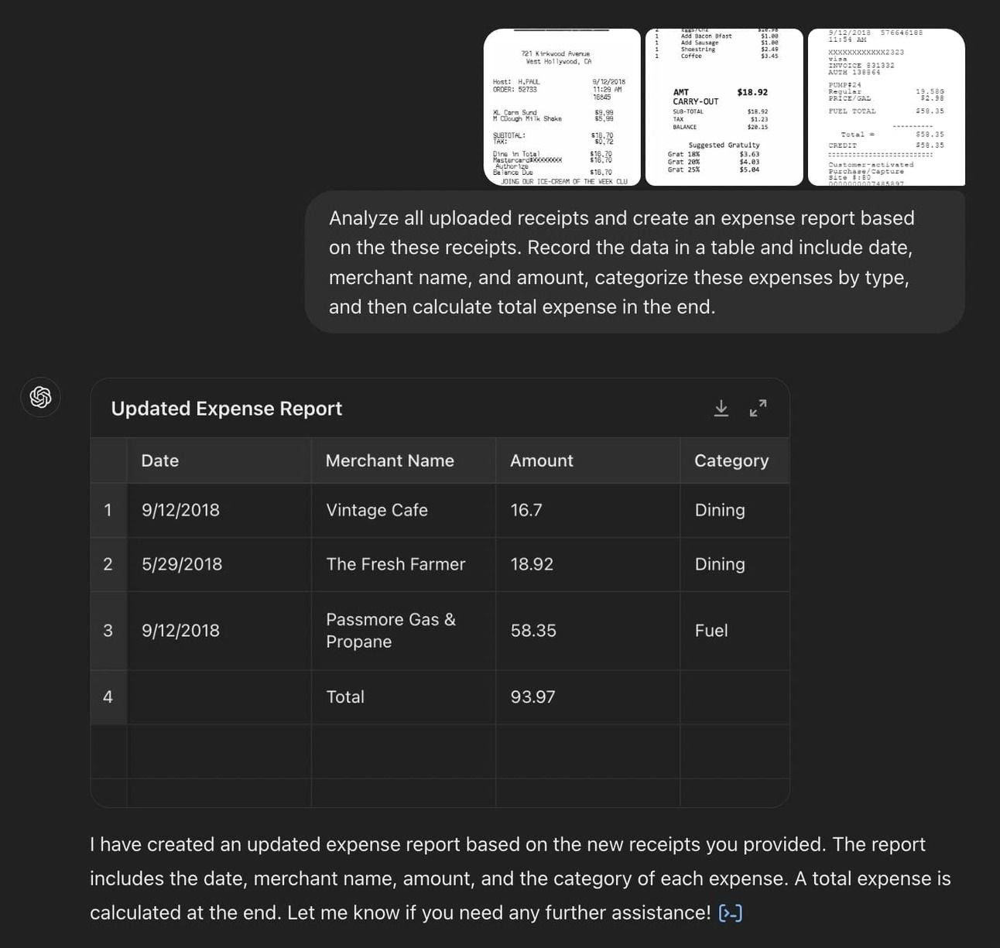 721 Kirkwood Avenue
West Hollywood, CA
Host: H.PAUL 9/12/2018
ORDER: 52733 11:29 AM
16845
XL Carm Sund $9,99
M CDough Milk Shake $5,99
SUBTOTAL: $16,70
TAX: $0,72
Dine in Total $16,70
Mastercard#XXXXXXXX $16,70
Authorize
Balance Due $16,70
JOING OUR ICE-CREAM OF THE WEEK CLU
1 Add Bacon Bfast $1.00
1 Add Sausage $1.00
1 Shoestring $2.49
1 Coffee $3.45
AMT $18.92
CARRY-OUT
SUB-TOTAL $18.92
TAX $1.23
BALANCE $20.15
Suggested Gratuity
Grat 18% $3.63
Grat 20% $4.03
Grat 25% $5.04
9/12/2018 576646188
11:54 AM
XXXXXXXXXXXX2323
visa
INVOICE 831332
AUTH 138864
PUMP#24
Regular 19.58G
PRICE/GAL $2.98
FUEL TOTAL $58.35
Total = $58.35
CREDIT $58.35
Customer-activated
Purchase/Capture
Site #:80
0000000007485897
Analyze all uploaded receipts and create an expense report based
on the these receipts. Record the data in a table and include date,
merchant name, and amount, categorize these expenses by type,
and then calculate total expense in the end.
Updated Expense Report
Date Merchant Name Amount Category
1 9/12/2018 Vintage Cafe 16.7 Dining
2 5/29/2018 The Fresh Farmer 18.92 Dining
3 9/12/2018 Passmore Gas & Propane 58.35 Fuel
4 Total 93.97
I have created an updated expense report based on the new receipts you provided. The report
includes the date, merchant name, amount, and the category of each expense. A total expense is
calculated at the end. Let me know if you need any further assistance!